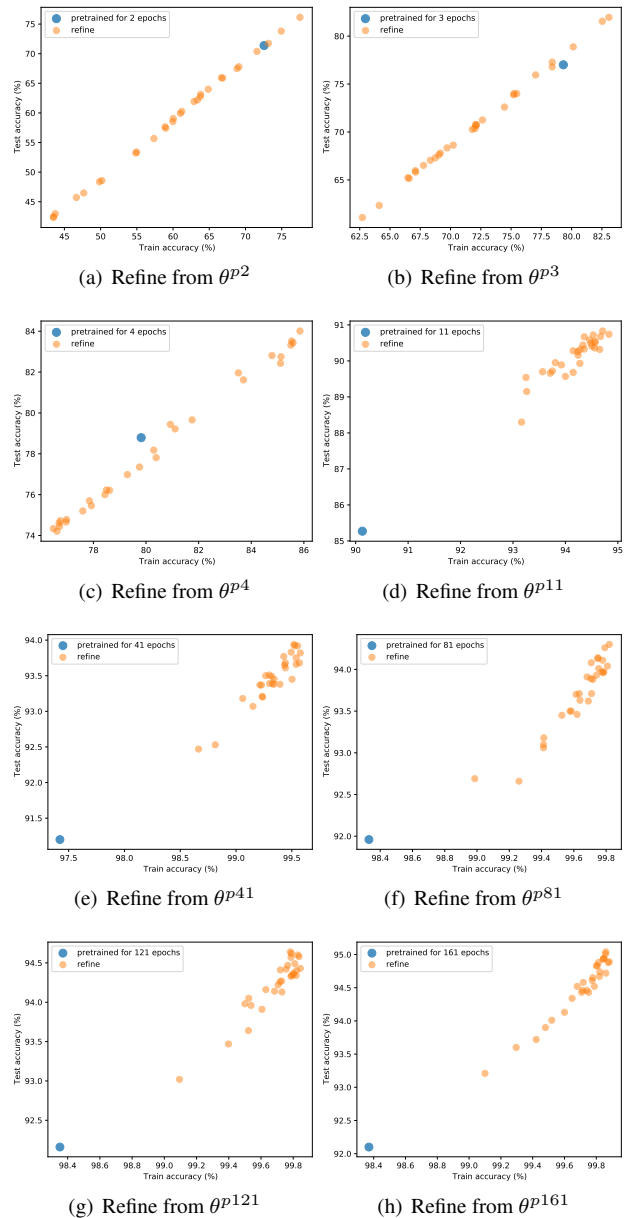 pretrained for 2 epochs
refine
75
70
65
60
55
50
45
Test accuracy (%)
45 50 55 60 65 70 75
Train accuracy (%)
(a) Refine from θᵖ²
pretrained for 3 epochs
refine
80
75
70
65
Test accuracy (%)
62.5 65.0 67.5 70.0 72.5 75.0 77.5 80.0 82.5
Train accuracy (%)
(b) Refine from θᵖ³
pretrained for 4 epochs
refine
84
82
80
78
76
74
Test accuracy (%)
78 80 82 84 86
Train accuracy (%)
(c) Refine from θᵖ⁴
pretrained for 11 epochs
refine
91
90
89
88
87
86
85
Test accuracy (%)
90 91 92 93 94 95
Train accuracy (%)
(d) Refine from θᵖ¹¹
pretrained for 41 epochs
refine
94.0
93.5
93.0
92.5
92.0
91.5
Test accuracy (%)
97.5 98.0 98.5 99.0 99.5
Train accuracy (%)
(e) Refine from θᵖ⁴¹
pretrained for 81 epochs
refine
94.0
93.5
93.0
92.5
92.0
Test accuracy (%)
98.4 98.6 98.8 99.0 99.2 99.4 99.6 99.8
Train accuracy (%)
(f) Refine from θᵖ⁸¹
pretrained for 121 epochs
refine
94.5
94.0
93.5
93.0
92.5
Test accuracy (%)
98.4 98.6 98.8 99.0 99.2 99.4 99.6 99.8
Train accuracy (%)
(g) Refine from θᵖ¹²¹
pretrained for 161 epochs
refine
95.0
94.5
94.0
93.5
93.0
92.5
92.0
Test accuracy (%)
98.4 98.6 98.8 99.0 99.2 99.4 99.6 99.8
Train accuracy (%)
(h) Refine from θᵖ¹⁶¹